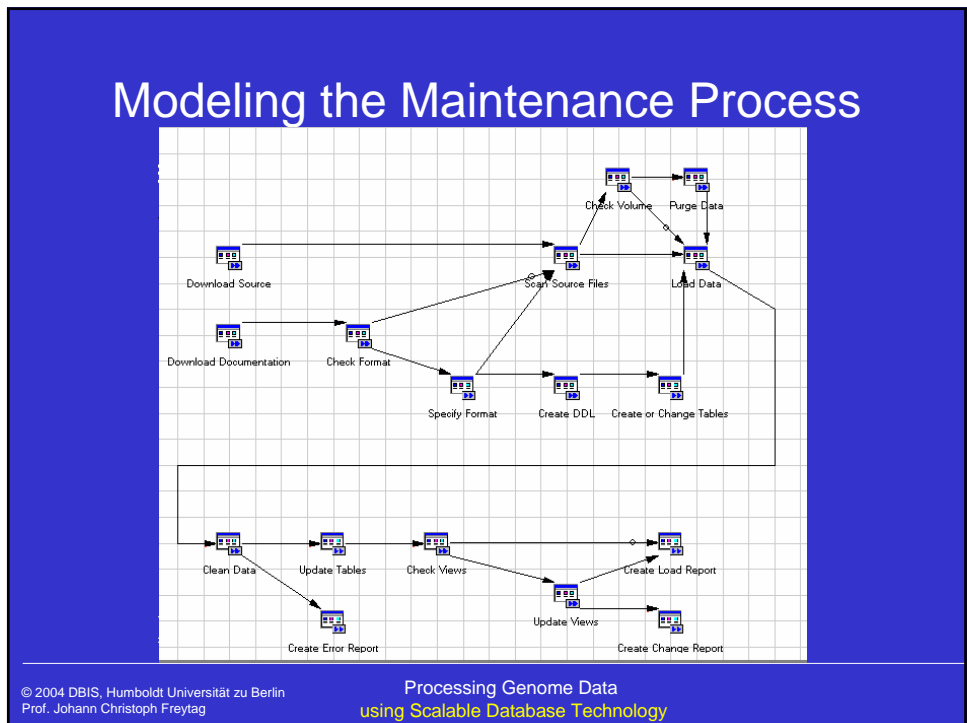 Modeling the Maintenance Process
Check Volume
Purge Data
Download Source
Scan Source Files
Load Data
Download Documentation
Check Format
Specify Format
Create DDL
Create or Change Tables
Clean Data
Update Tables
Check Views
Create Load Report
Update Views
Create Error Report
Create Change Report
© 2004 DBIS, Humboldt Universität zu Berlin
Prof. Johann Christoph Freytag
Processing Genome Data
using Scalable Database Technology